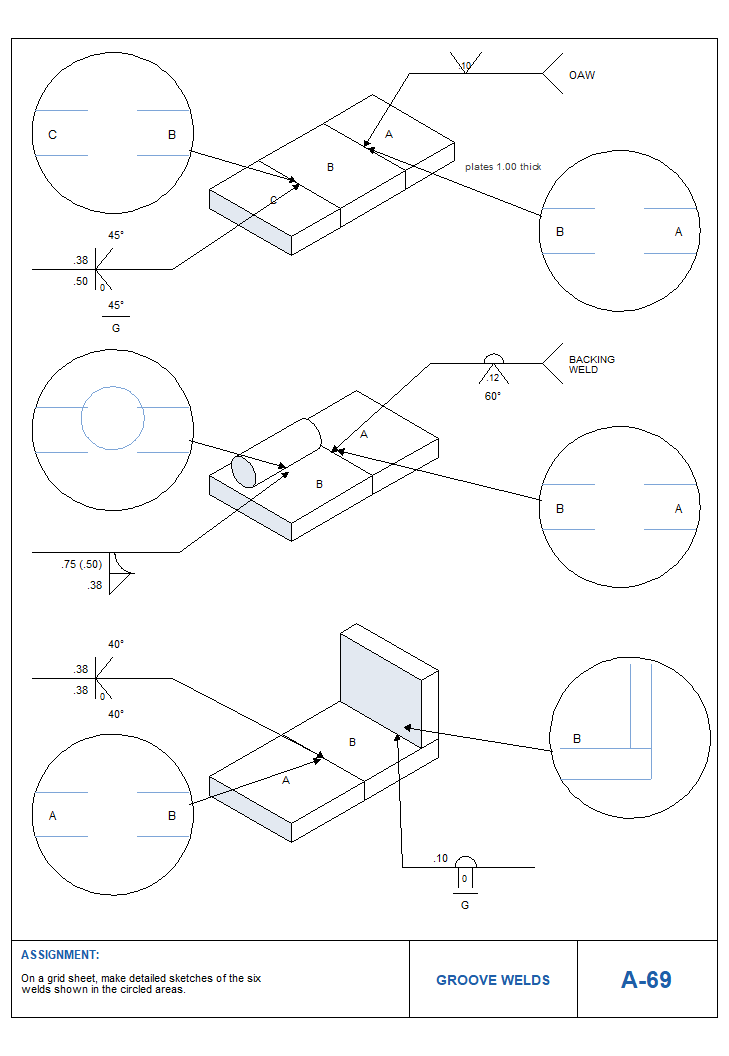 .10
OAW
C
B
A
B
C
plates 1.00 thick
B
A
45°
.38
.50
0
45°
G
BACKING
WELD
.12
60°
A
B
B
A
.75 (.50)
.38
40°
.38
.38
0
40°
B
A
B
A
B
.10
0
G
ASSIGNMENT:
On a grid sheet, make detailed sketches of the six
welds shown in the circled areas.
GROOVE WELDS
A-69